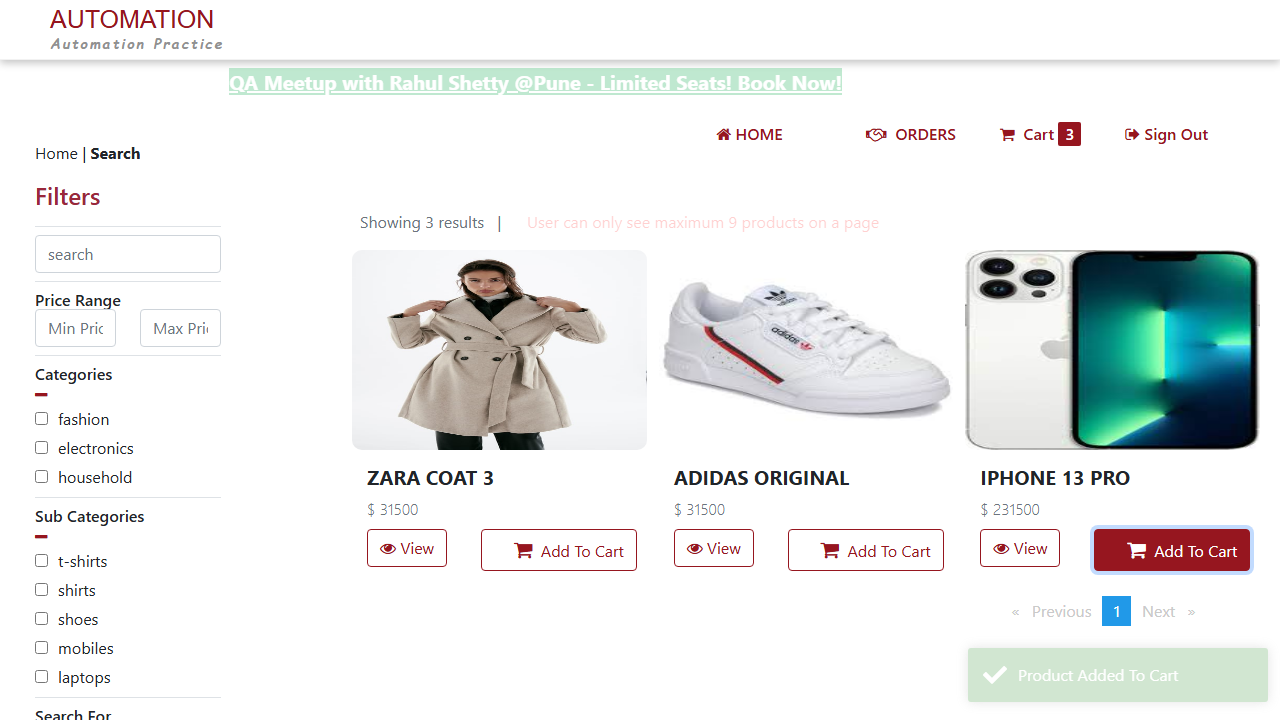 AUTOMATION
Automation Practice
QA Meetup with Rahul Shetty @Pune - Limited Seats! Book Now!
HOME ORDERS Cart 3 Sign Out
Home | Search
Filters
Showing 3 results | User can only see maximum 9 products on a page
search
Price Range
Min Pric Max Pric
Categories
fashion
electronics
household
Sub Categories
t-shirts
shirts
shoes
mobiles
laptops
Search For
adidas
ZARA COAT 3
$ 31500
View Add To Cart
ADIDAS ORIGINAL
$ 31500
View Add To Cart
IPHONE 13 PRO
$ 231500
View Add To Cart
« Previous 1 Next »
Product Added To Cart